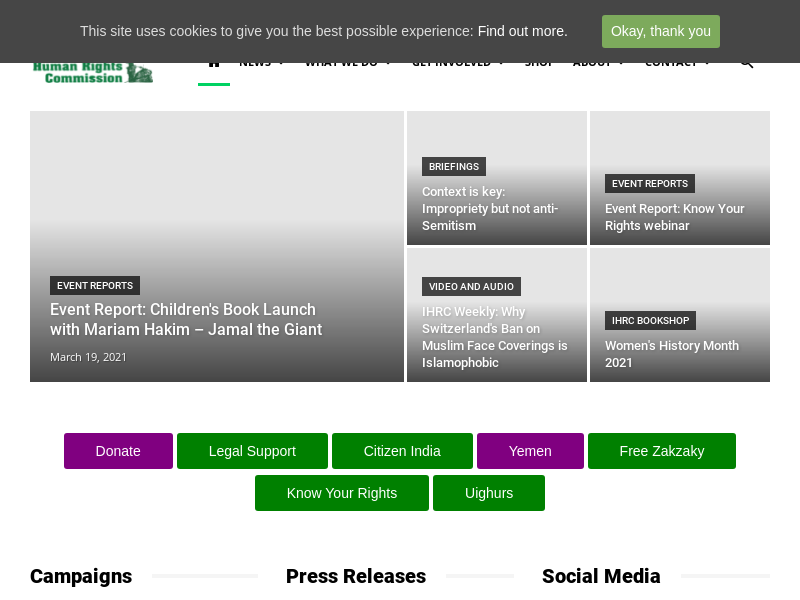 This site uses cookies to give you the best possible experience: Find out more.
Okay, thank you
Human Rights
Commission
NEWS
WHAT WE DO
GET INVOLVED
SHOP
ABOUT
CONTACT
EVENT REPORTS
Event Report: Children's Book Launch
with Mariam Hakim – Jamal the Giant
March 19, 2021
BRIEFINGS
Context is key:
Impropriety but not anti-
Semitism
EVENT REPORTS
Event Report: Know Your
Rights webinar
VIDEO AND AUDIO
IHRC Weekly: Why
Switzerland's Ban on
Muslim Face Coverings is
Islamophobic
IHRC BOOKSHOP
Women's History Month
2021
Donate
Legal Support
Citizen India
Yemen
Free Zakzaky
Know Your Rights
Uighurs
Campaigns
Press Releases
Social Media